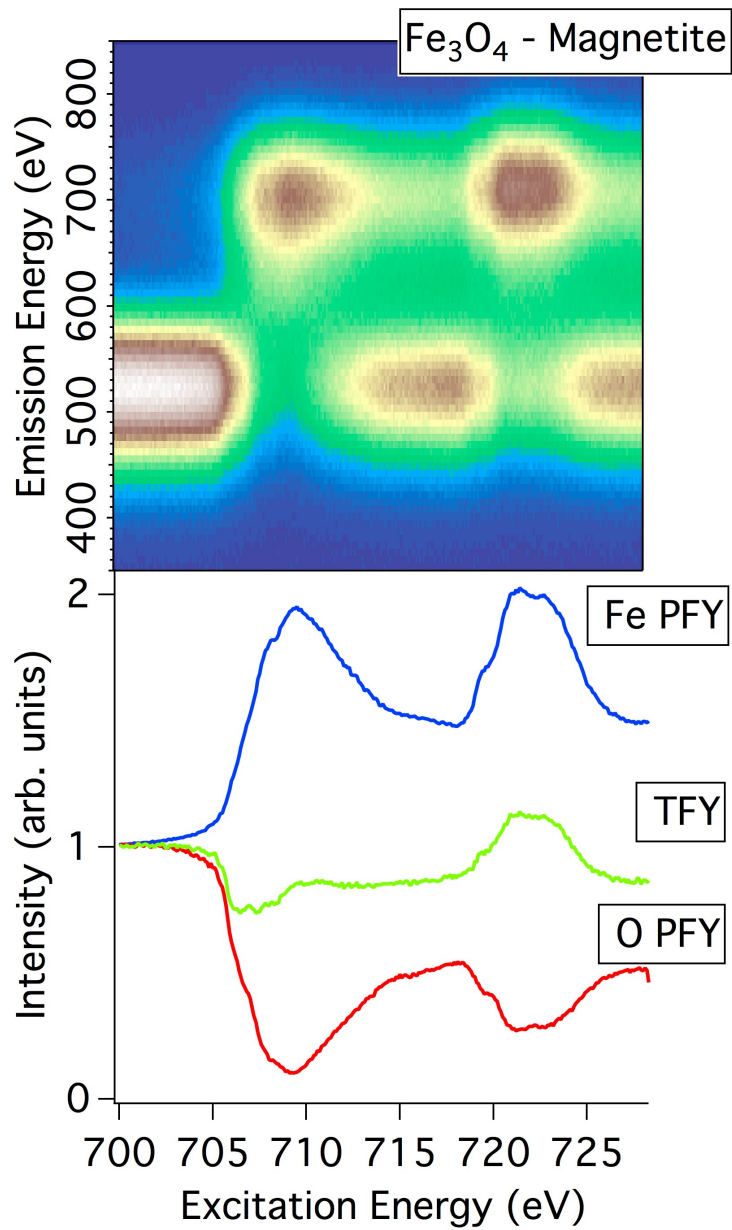 Fe₃O₄ - Magnetite
Emission Energy (eV)
800
700
600
500
400
Intensity (arb. units)
2
1
0
Fe PFY
TFY
O PFY
700 705 710 715 720 725
Excitation Energy (eV)